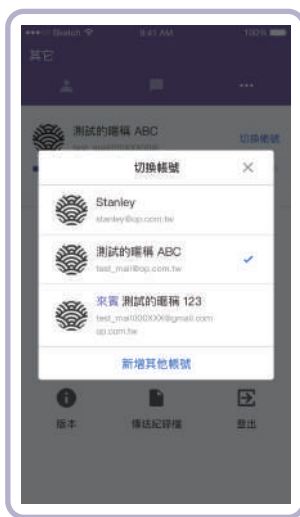 Sketch
9:41 AM
100%
其它
測試的暱稱 ABC
切換帳號
切換帳號
Stanley
stanley@op.com.tw
測試的暱稱 ABC
test_mail@op.com.tw
來賓 測試的暱稱 123
test_mail000XXX@gmail.com
op.com.tw
新增其他帳號
版本
傳送紀錄檔
登出